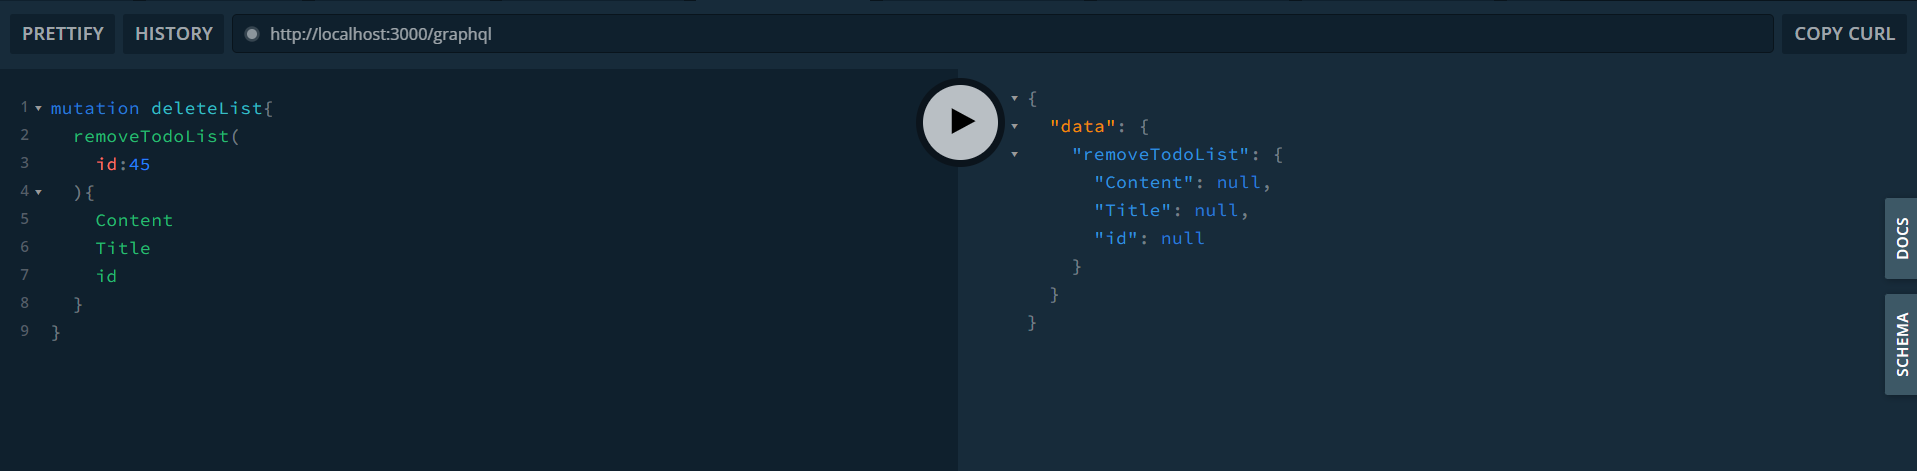 PRETTIFY HISTORY http://localhost:3000/graphql COPY CURL
1 mutation deleteList{
2 removeTodoList(
3 id:45
4 ){
5 Content
6 Title
7 id
8 }
9 }
{
"data": {
"removeTodoList": {
"Content": null,
"Title": null,
"id": null
}
}
}
DOCS
SCHEMA